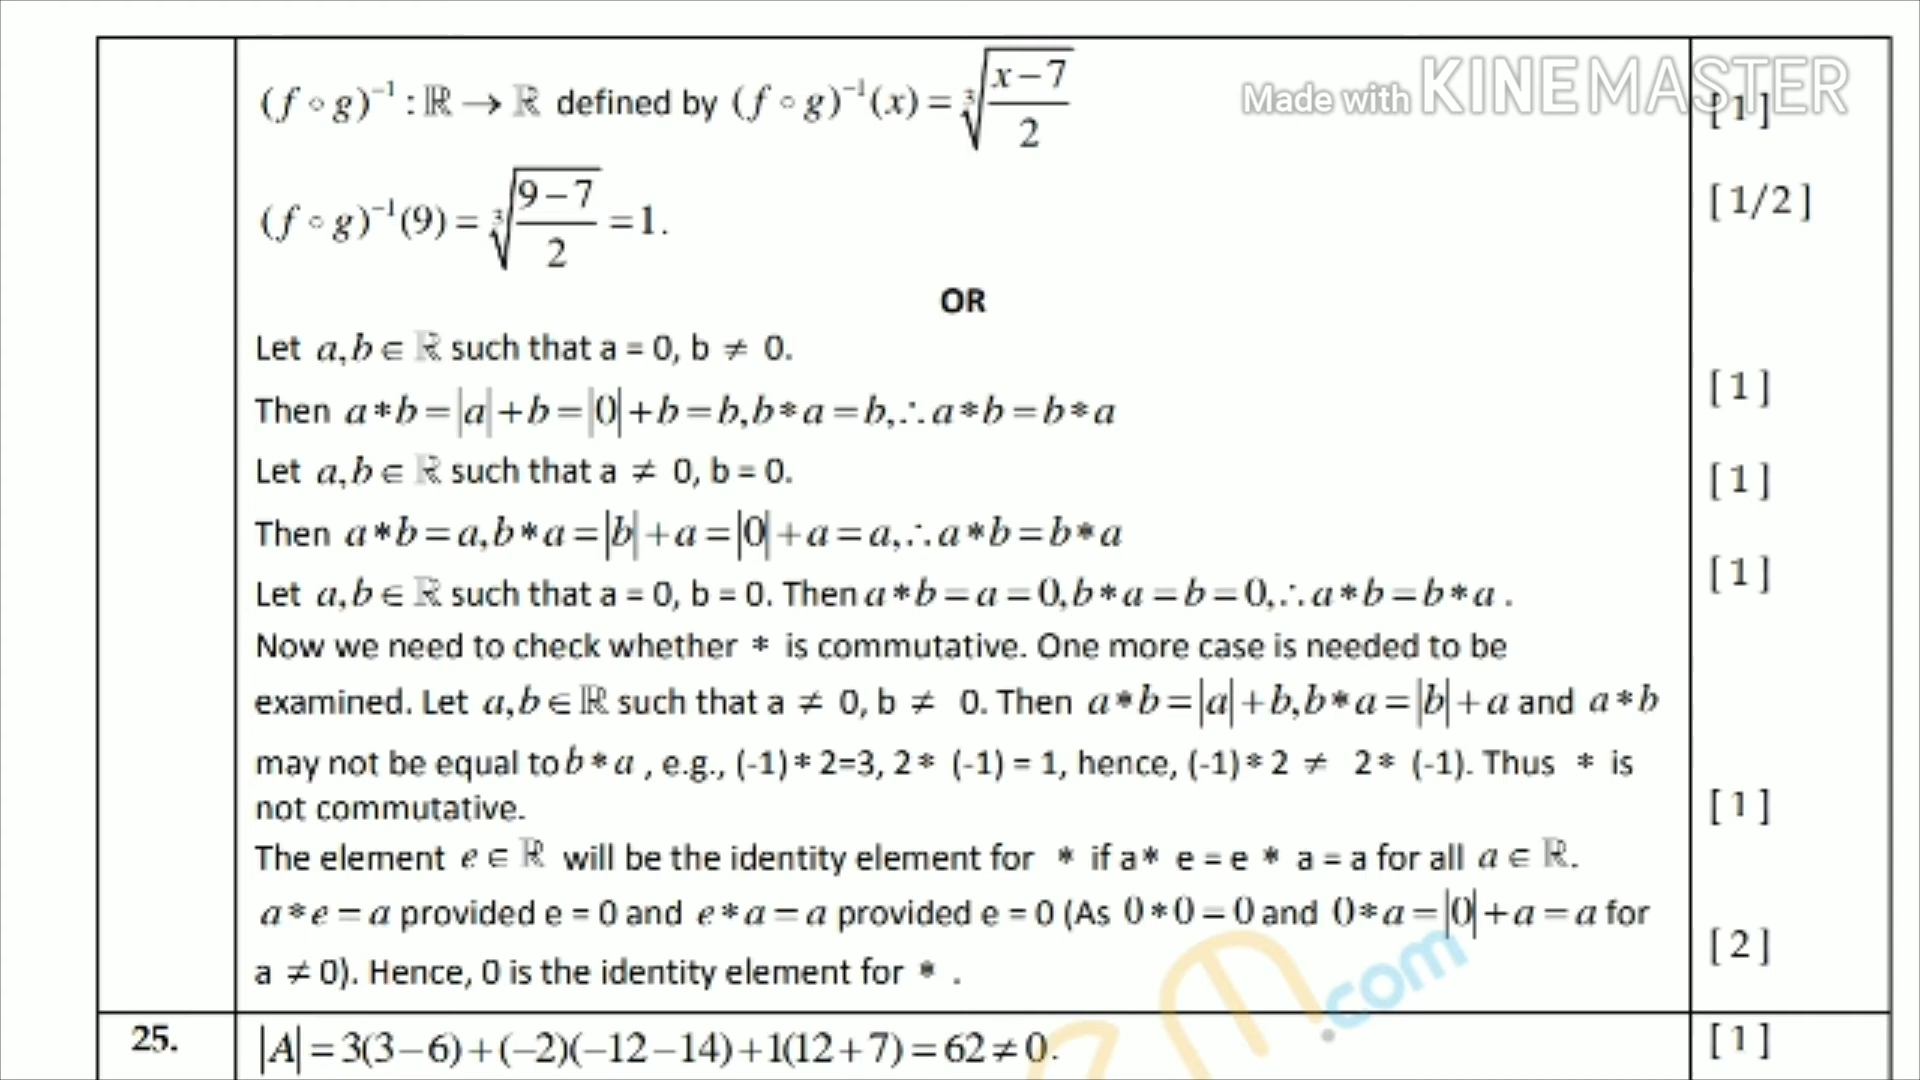 (f ∘ g)⁻¹ : ℝ → ℝ defined by (f ∘ g)⁻¹(x) = ∛((x − 7)/2) [1]
Made with KINEMASTER
(f ∘ g)⁻¹(9) = ∛((9 − 7)/2) = 1. [1/2]
OR
Let a, b ∈ ℝ such that a = 0, b ≠ 0. [1]
Then a * b = |a| + b = |0| + b = b, b * a = b, ∴ a * b = b * a
Let a, b ∈ ℝ such that a ≠ 0, b = 0. [1]
Then a * b = a, b * a = |b| + a = |0| + a = a, ∴ a * b = b * a
Let a, b ∈ ℝ such that a = 0, b = 0. Then a * b = a = 0, b * a = b = 0, ∴ a * b = b * a . [1]
Now we need to check whether * is commutative. One more case is needed to be
examined. Let a, b ∈ ℝ such that a ≠ 0, b ≠ 0. Then a * b = |a| + b, b * a = |b| + a and a * b
may not be equal to b * a , e.g., (-1) * 2=3, 2 * (-1) = 1, hence, (-1) * 2 ≠ 2 * (-1). Thus * is
not commutative. [1]
The element e ∈ ℝ will be the identity element for * if a* e = e * a = a for all a ∈ ℝ.
a * e = a provided e = 0 and e * a = a provided e = 0 (As 0 * 0 = 0 and 0 * a = |0| + a = a for
a ≠ 0). Hence, 0 is the identity element for * . [2]
.com
25. |A| = 3(3 − 6) + (−2)(−12 − 14) + 1(12 + 7) = 62 ≠ 0. [1]